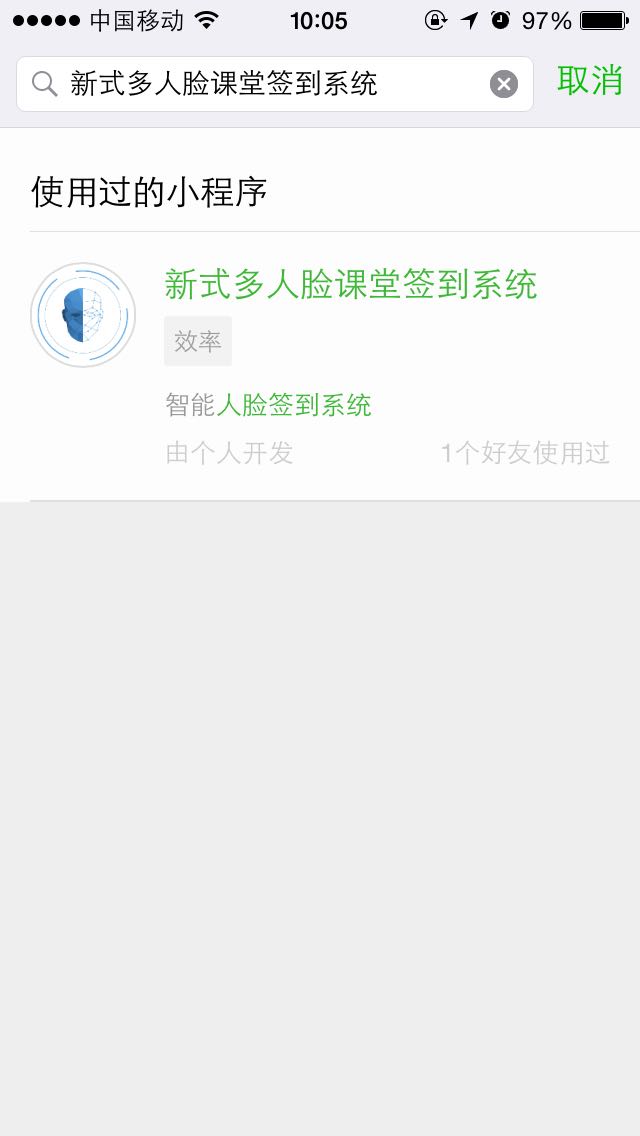 中国移动 10:05 97%
新式多人脸课堂签到系统 取消
使用过的小程序
新式多人脸课堂签到系统
效率
智能人脸签到系统
由个人开发 1个好友使用过